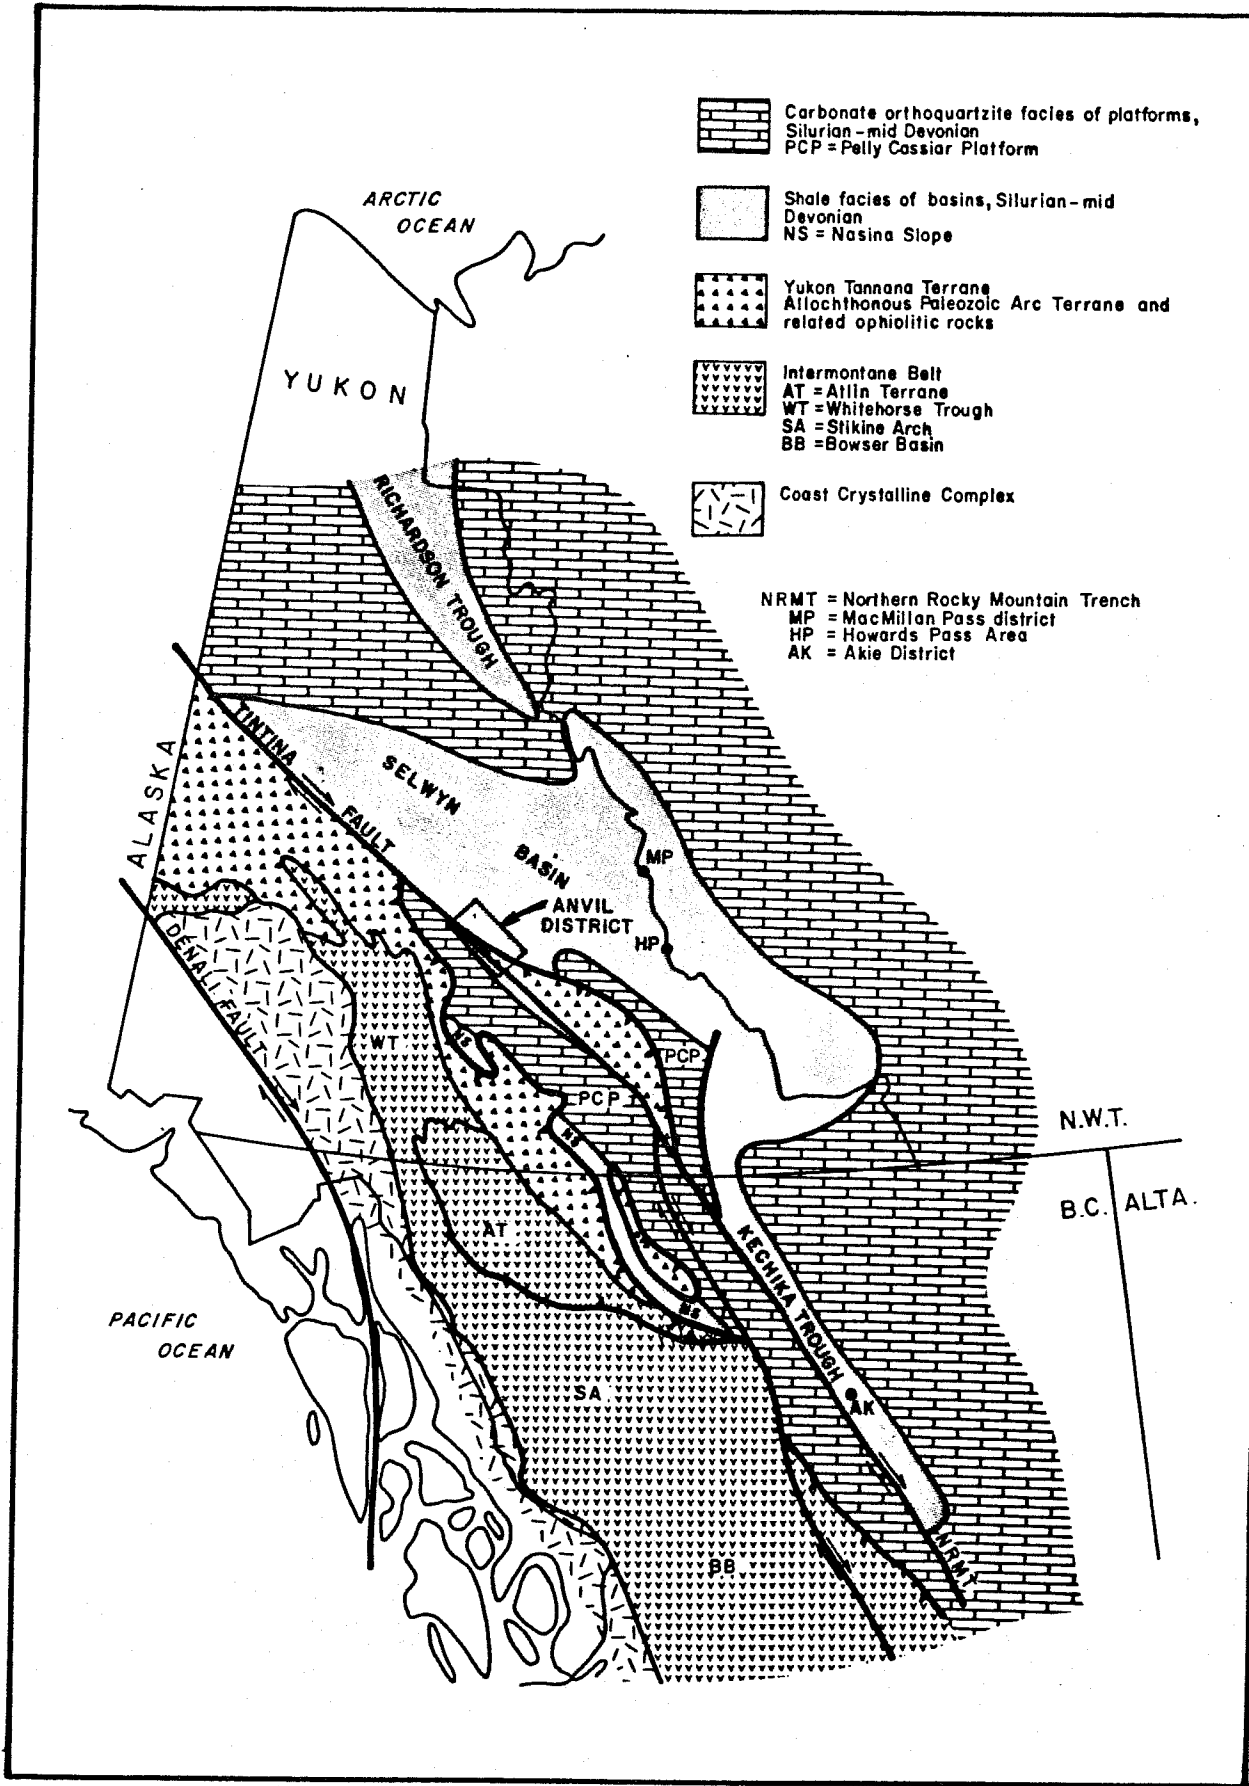 Carbonate orthoquartzite facies of platforms,
Silurian-mid Devonian
PCP = Pelly Cassiar Platform
Shale facies of basins, Silurian-mid
Devonian
NS = Nasina Slope
Yukon Tannana Terrane
Allochthonous Paleozoic Arc Terrane and
related ophiolitic rocks
Intermontane Belt
AT = Atlin Terrane
WT = Whitehorse Trough
SA = Stikine Arch
BB = Bowser Basin
Coast Crystalline Complex
NRMT = Northern Rocky Mountain Trench
MP = MacMillan Pass district
HP = Howards Pass Area
AK = Akie District
ARCTIC
OCEAN
YUKON
RICHARDSON TROUGH
ALASKA
TINTINA FAULT
SELWYN
BASIN
MP
ANVIL
DISTRICT
HP
DENALI FAULT
WT
NS
PCP
PCP
NS
N.W.T.
B.C.
ALTA.
AT
KECHIKA TROUGH
NS
PACIFIC
OCEAN
SA
AK
BB
NRMT